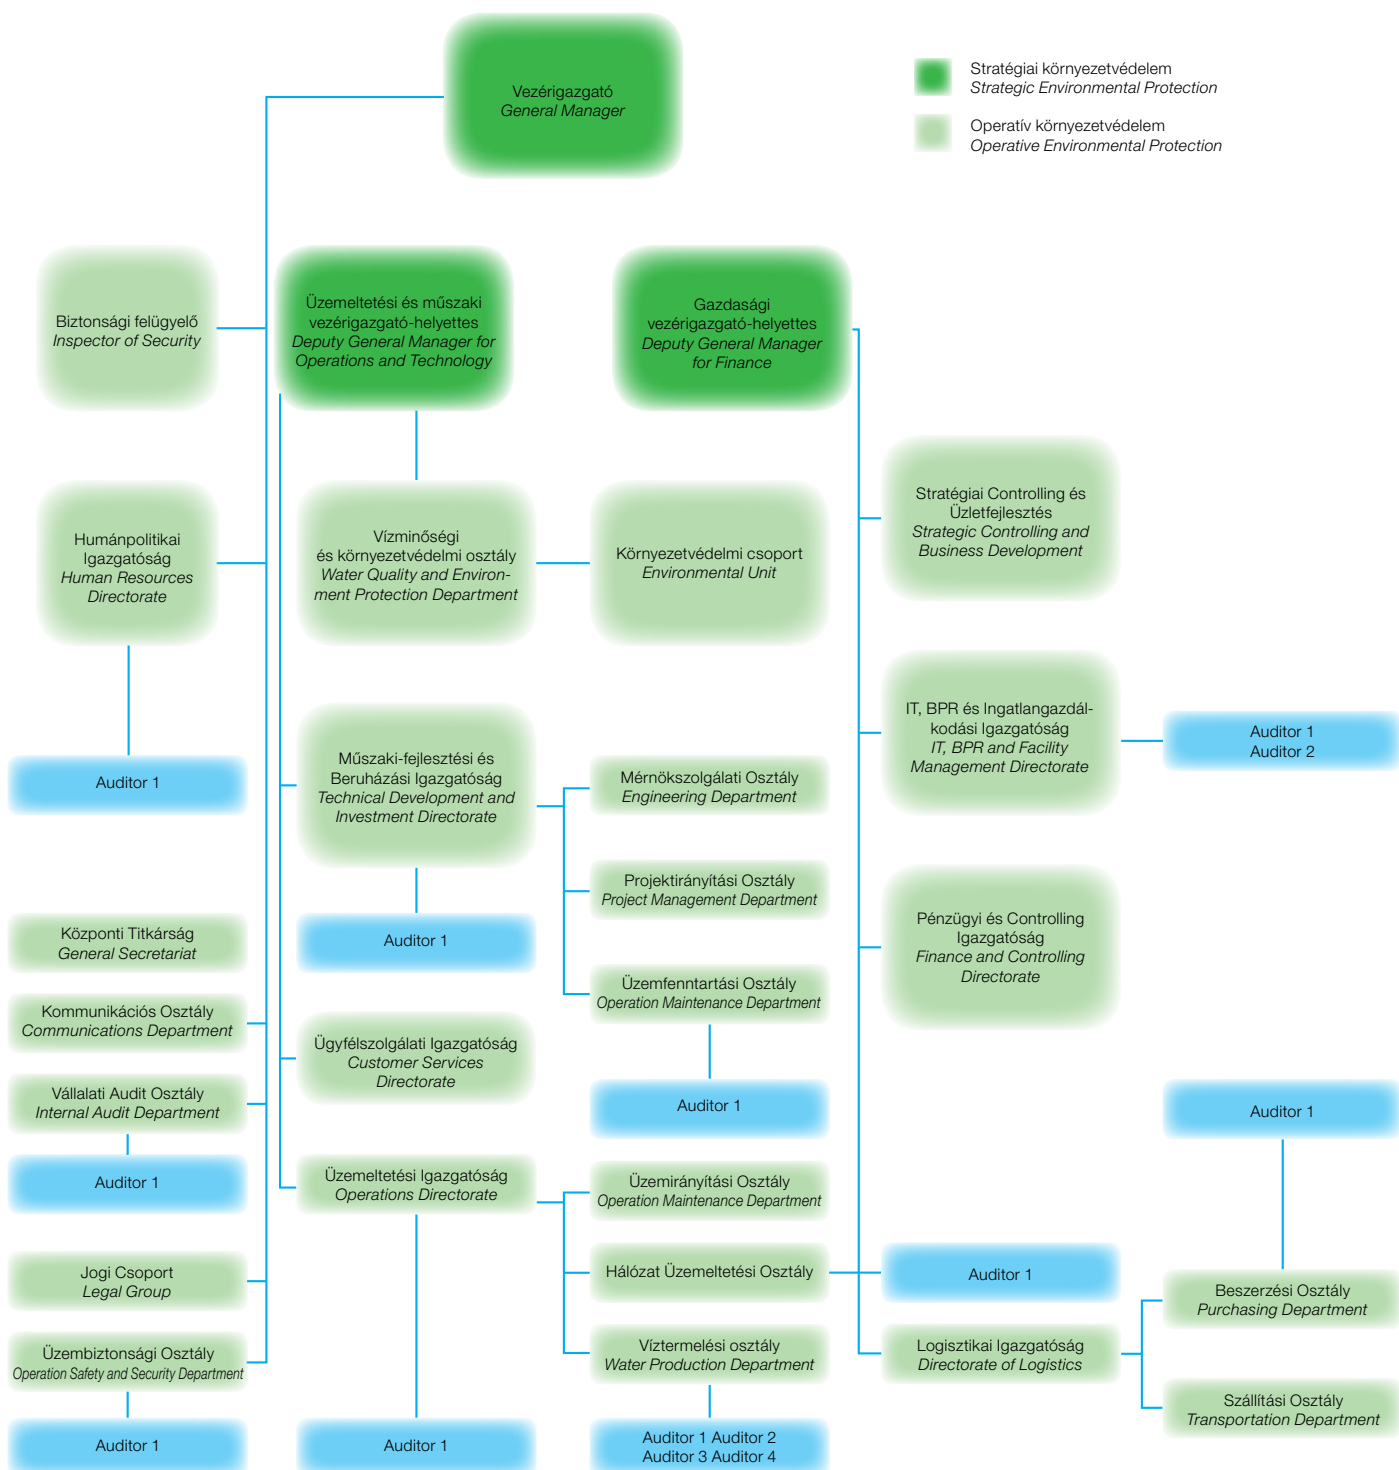 Vezérigazgató
General Manager
Stratégiai környezetvédelem
Strategic Environmental Protection
Operatív környezetvédelem
Operative Environmental Protection
Biztonsági felügyelő
Inspector of Security
Üzemeltetési és műszaki
vezérigazgató-helyettes
Deputy General Manager for
Operations and Technology
Gazdasági
vezérigazgató-helyettes
Deputy General Manager
for Finance
Humánpolitikai
Igazgatóság
Human Resources
Directorate
Vízminőségi
és környezetvédelmi osztály
Water Quality and Environ-
ment Protection Department
Környezetvédelmi csoport
Environmental Unit
Stratégiai Controlling és
Üzletfejlesztés
Strategic Controlling and
Business Development
Auditor 1
Műszaki-fejlesztési és
Beruházási Igazgatóság
Technical Development and
Investment Directorate
Mérnökszolgálati Osztály
Engineering Department
IT, BPR és Ingatlangazdál-
kodási Igazgatóság
IT, BPR and Facility
Management Directorate
Auditor 1
Auditor 2
Projektirányítási Osztály
Project Management Department
Központi Titkárság
General Secretariat
Auditor 1
Pénzügyi és Controlling
Igazgatóság
Finance and Controlling
Directorate
Üzemfenntartási Osztály
Operation Maintenance Department
Kommunikációs Osztály
Communications Department
Ügyfélszolgálati Igazgatóság
Customer Services
Directorate
Vállalati Audit Osztály
Internal Audit Department
Auditor 1
Auditor 1
Auditor 1
Üzemeltetési Igazgatóság
Operations Directorate
Üzemirányítási Osztály
Operation Maintenance Department
Jogi Csoport
Legal Group
Hálózat Üzemeltetési Osztály
Auditor 1
Beszerzési Osztály
Purchasing Department
Üzembiztonsági Osztály
Operation Safety and Security Department
Víztermelési osztály
Water Production Department
Logisztikai Igazgatóság
Directorate of Logistics
Szállítási Osztály
Transportation Department
Auditor 1
Auditor 1
Auditor 1 Auditor 2
Auditor 3 Auditor 4